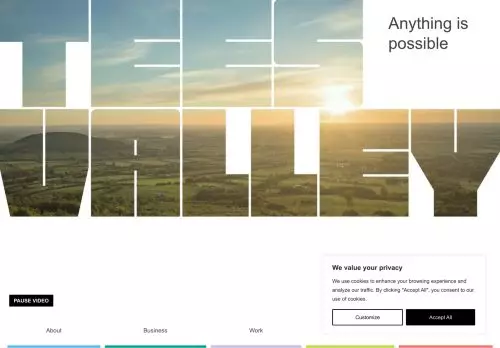 TEES
VALLEY
Anything is
possible
We value your privacy
We use cookies to enhance your browsing experience and
analyze our traffic. By clicking "Accept All", you consent to our
use of cookies.
Customize
Accept All
PAUSE VIDEO
About
Business
Work